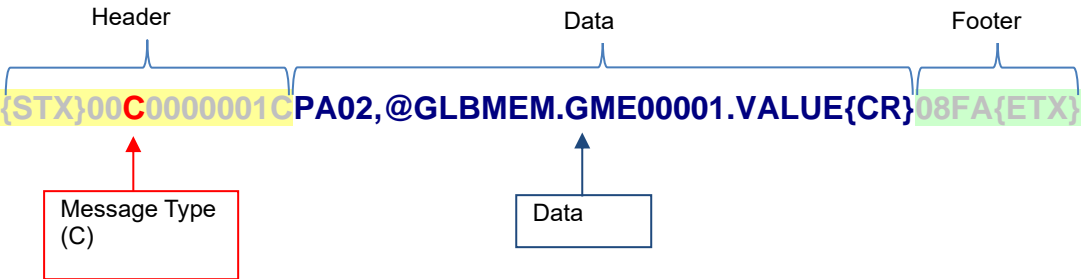 Header Data Footer
{STX}00C0000001CPA02,@GLBMEM.GME00001.VALUE{CR}08FA{ETX}
Message Type Data
(C)